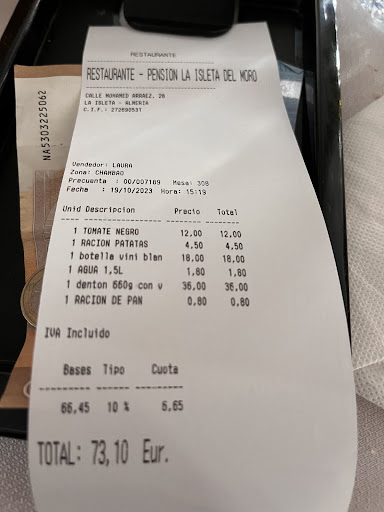 RESTAURANTE
RESTAURANTE - PENSION LA ISLETA DEL MORO
CALLE MOHAMED ARRAEZ, 28
LA ISLETA - ALMERIA
C.I.F.: 27269253T
NA5303225062
Vendedor: LAURA
Zona: CHAMBAO
Precuenta : 00/007169 Mesa: 308
Fecha : 19/10/2023 Hora: 15:19
Unid Descripcion Precio Total
1 TOMATE NEGRO 12,00 12,00
1 RACION PATATAS 4,50 4,50
1 botella vini blan 18,00 18,00
1 AGUA 1,5L 1,80 1,80
1 denton 660g con v 36,00 36,00
1 RACION DE PAN 0,80 0,80
IVA Incluido
Bases Tipo Cuota
66,45 10 % 6,65
TOTAL: 73,10 Eur.